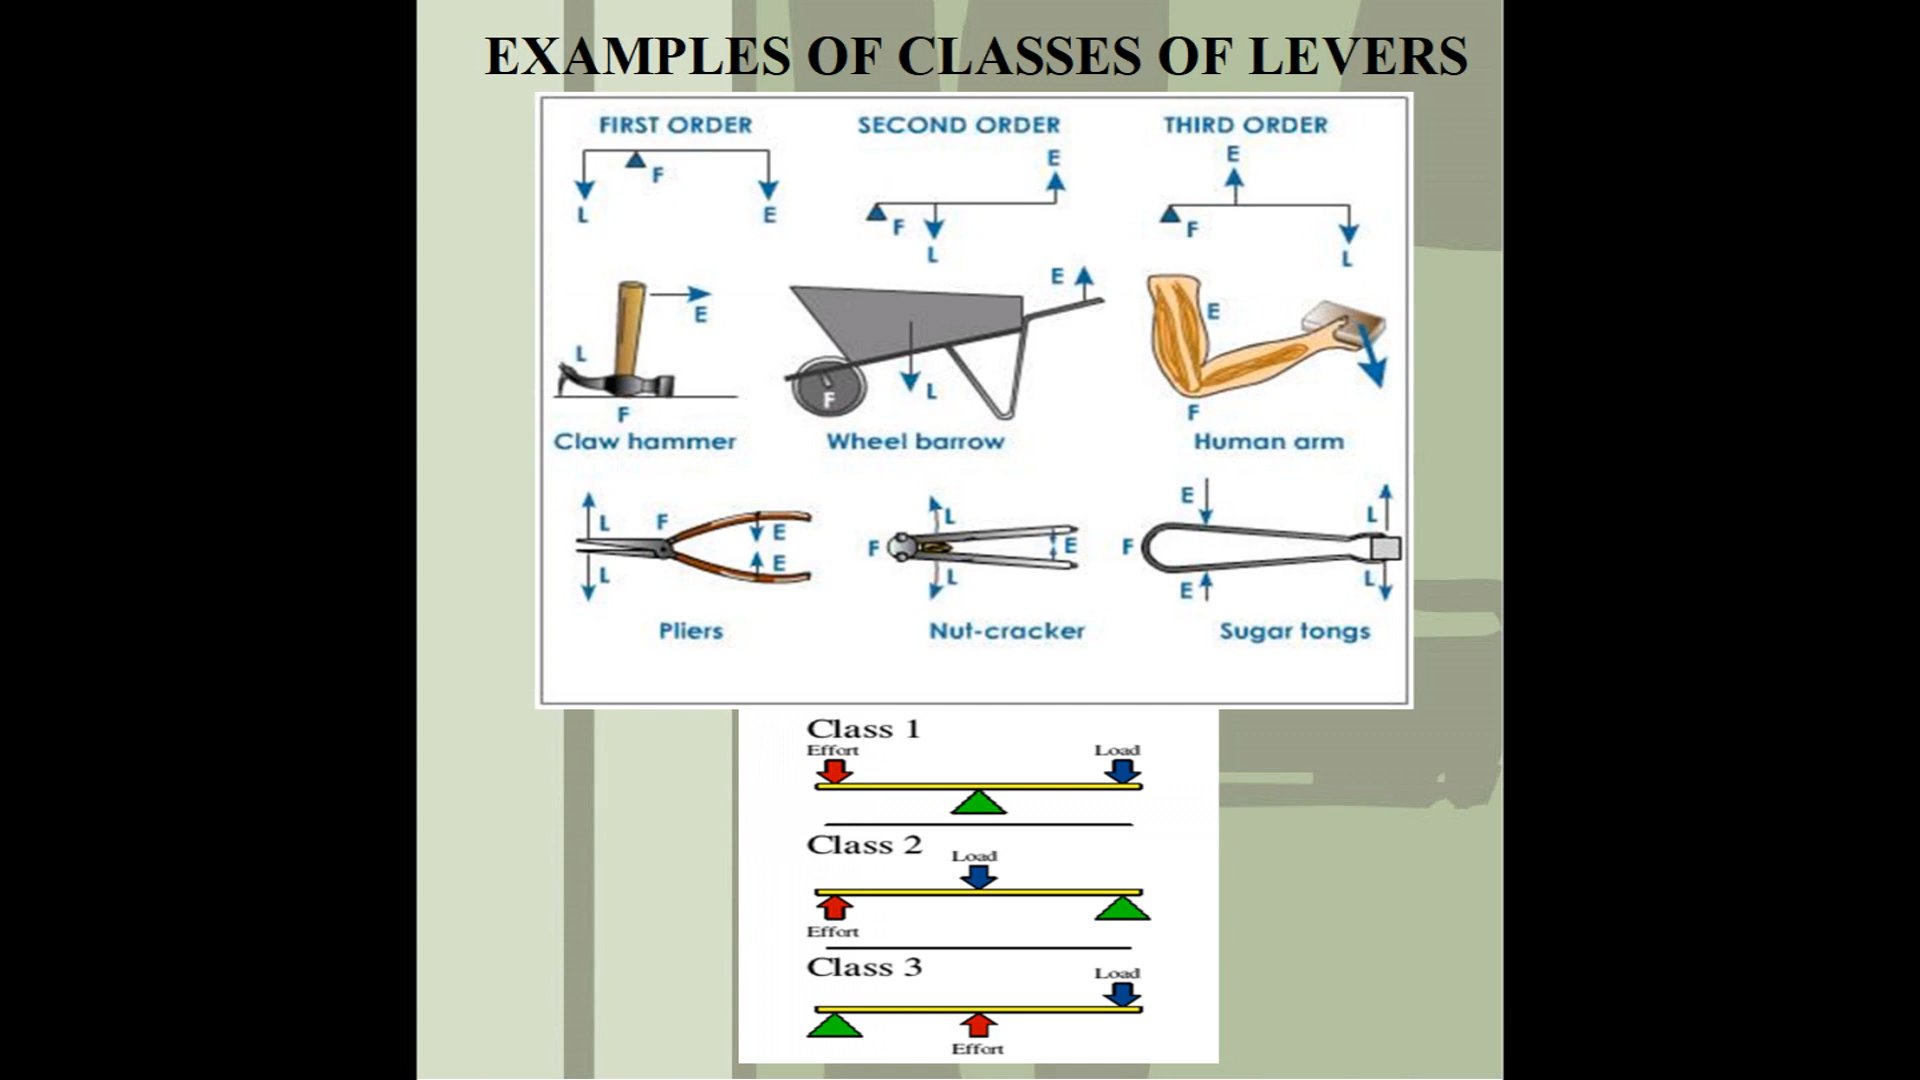 EXAMPLES OF CLASSES OF LEVERS
FIRST ORDER
SECOND ORDER
THIRD ORDER
F
L
E
E
F
L
E
F
L
E
L
F
E
L
F
E
F
Claw hammer
Wheel barrow
Human arm
L
F
E
E
L
L
F
E
L
E
F
L
E
L
Pliers
Nut-cracker
Sugar tongs
Class 1
Effort
Load
Class 2
Load
Effort
Class 3
Load
Effort